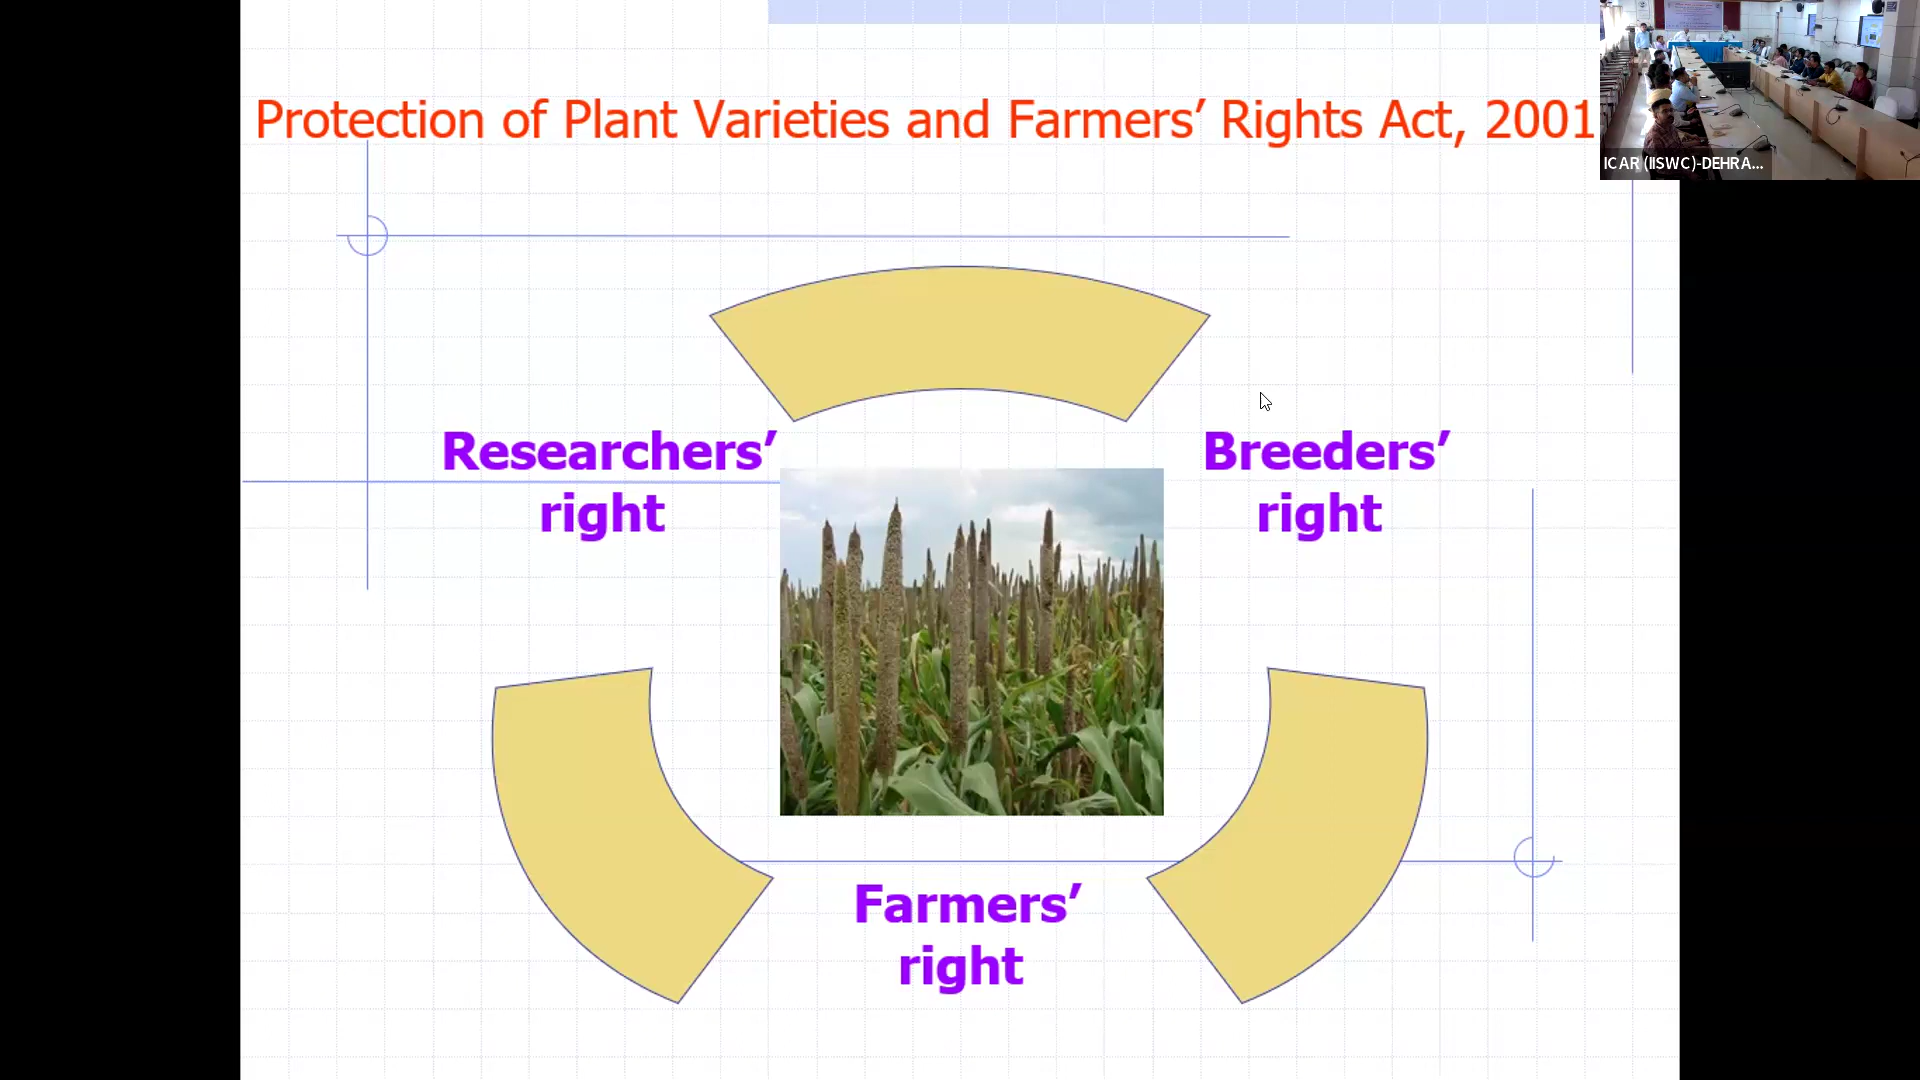 Protection of Plant Varieties and Farmers’ Rights Act, 2001
ICAR (IISWC)-DEHRA...
Researchers’
right
Breeders’
right
Farmers’
right